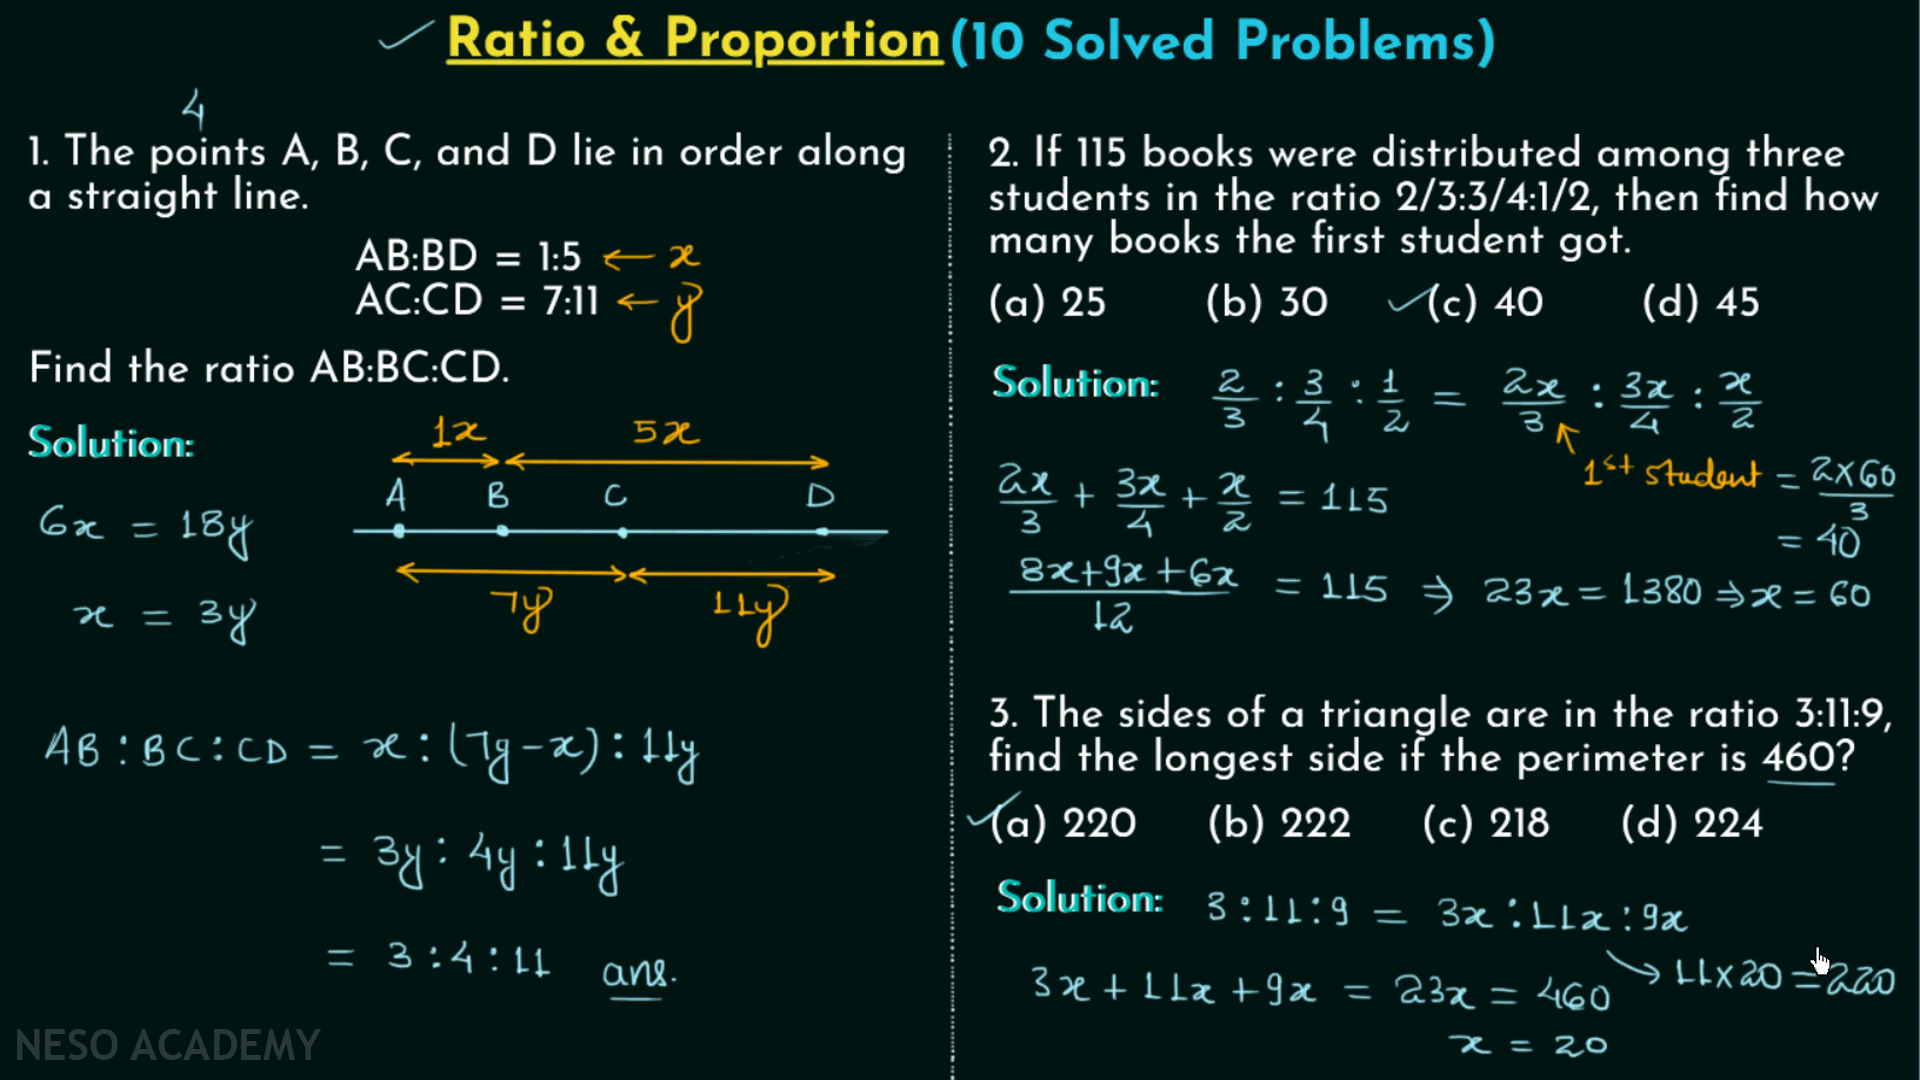 Ratio & Proportion (10 Solved Problems)
4
1. The points A, B, C, and D lie in order along
a straight line.
AB:BD = 1:5 ← x
AC:CD = 7:11 ← y
Find the ratio AB:BC:CD.
Solution:
1x 5x
A B C D
6x = 18y
7y 11y
x = 3y
AB : BC : CD = x : (7y - x) : 11y
= 3y : 4y : 11y
= 3 : 4 : 11 ans.
2. If 115 books were distributed among three
students in the ratio 2/3:3/4:1/2, then find how
many books the first student got.
(a) 25 (b) 30 ✓(c) 40 (d) 45
Solution: 2/3 : 3/4 : 1/2 = 2x/3 : 3x/4 : x/2
1st student = 2×60/3
= 40
2x/3 + 3x/4 + x/2 = 115
8x+9x+6x/12 = 115 ⇒ 23x = 1380 ⇒ x = 60
3. The sides of a triangle are in the ratio 3:11:9,
find the longest side if the perimeter is 460?
✓(a) 220 (b) 222 (c) 218 (d) 224
Solution: 3 : 11 : 9 = 3x : 11x : 9x
→ 11×20 = 220
3x + 11x + 9x = 23x = 460
x = 20
NESO ACADEMY